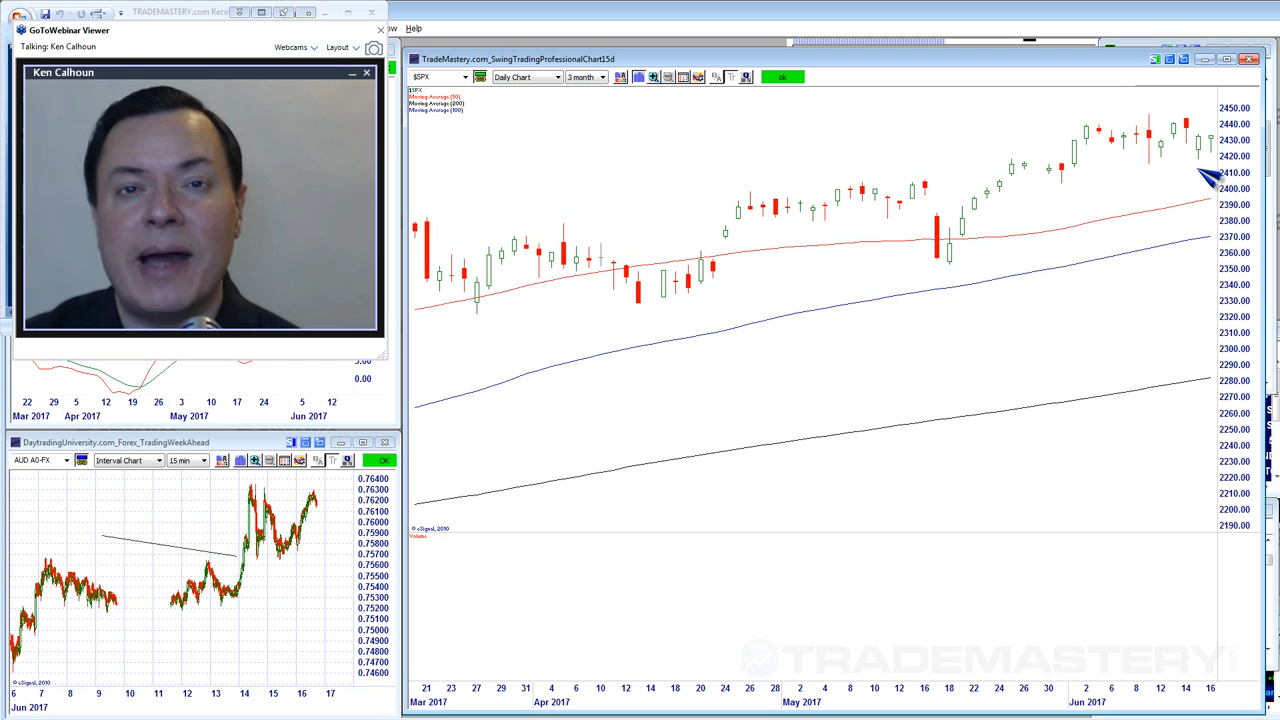 TRADEMASTERY.com Reco
GoToWebinar Viewer
Talking: Ken Calhoun
Webcams
Layout
Ken Calhoun
Help
TradeMastery.com_SwingTradingProfessionalChart15d
$SPX
Daily Chart
3 month
Tr
ok
$SPX
Moving Average (50)
Moving Average (200)
Moving Average (100)
2450.00
2440.00
2430.00
2420.00
2410.00
2400.00
2390.00
2380.00
2370.00
2360.00
2350.00
2340.00
2330.00
2320.00
2310.00
2300.00
2290.00
2280.00
2270.00
2260.00
2250.00
2240.00
2230.00
2220.00
2210.00
2200.00
2190.00
© eSignal, 2010
Volume
TRADEMASTERY.com
21 23 27 29 31 4 6 10 12 18 20 24 26 28 2 4 8 10 12 16 18 22 24 26 30 2 6 8 12 14 16
Mar 2017 Apr 2017 May 2017 Jun 2017
3.00
0.00
22 29 5 12 19 26 3 10 17 24 5 12
Mar 2017 Apr 2017 May 2017 Jun 2017
DaytradingUniversity.com_Forex_TradingWeekAhead
AUD A0-FX
Interval Chart
15 min
Tr
OK
0.76400
0.76300
0.76200
0.76100
0.76000
0.75900
0.75800
0.75700
0.75600
0.75500
0.75400
0.75300
0.75200
0.75100
0.75000
0.74900
0.74800
0.74700
0.74600
© eSignal, 2010
6 7 8 9 10 11 12 13 14 15 16 17
Jun 2017